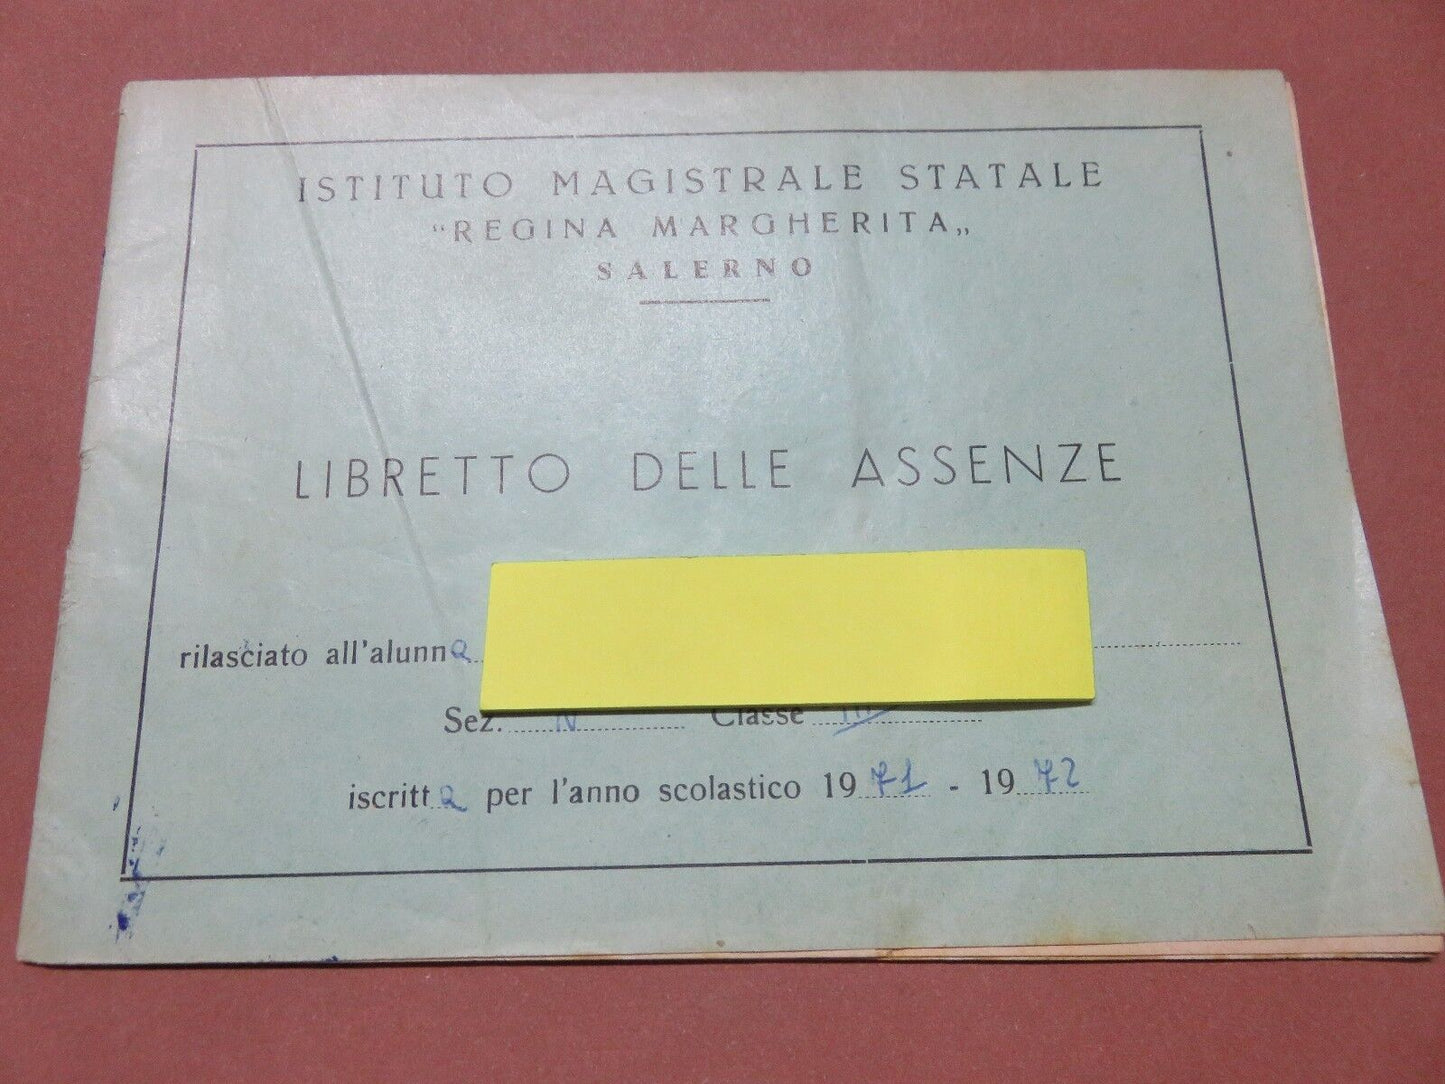 ISTITUTO MAGISTRALE STATALE
“REGINA MARGHERITA„
SALERNO
LIBRETTO DELLE ASSENZE
rilasciato all'alunna
Sez. N Classe III
iscritta per l'anno scolastico 1971 - 1972